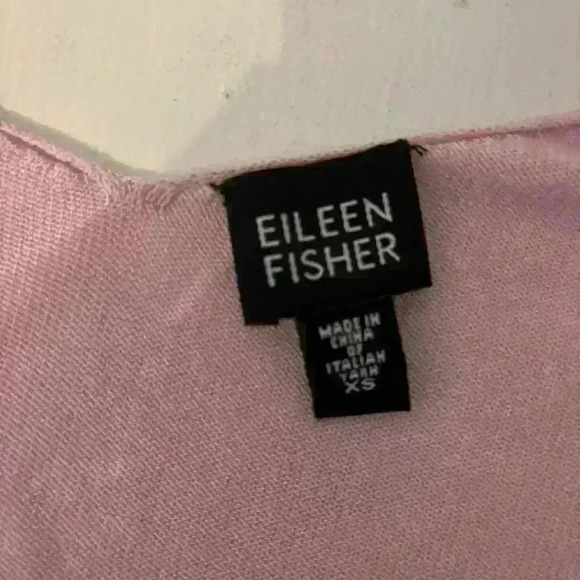 EILEEN
FISHER
MADE IN
CHINA
OF
ITALIAN
YARN
XS